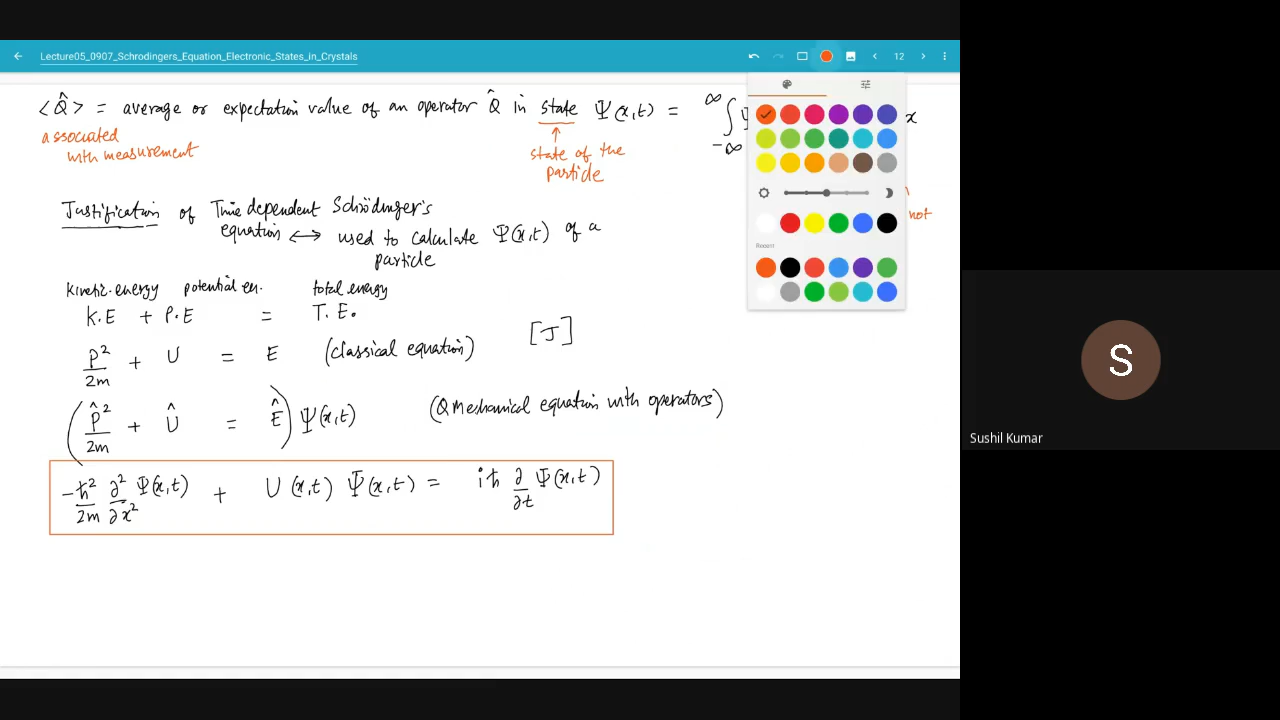 Lecture05_0907_Schrodingers_Equation_Electronic_States_in_Crystals
12
⟨Q̂⟩ = average or expectation value of an operator Q̂ in state Ψ(x,t) = ∫ ∞ -∞ x
associated with measurement
state of the particle
not
Justification of Time dependent Schrödinger's
equation ↔ used to calculate Ψ(x,t) of a
particle
Recent
kinetic energy potential en. total energy
K.E + P.E = T.E.
P²/2m + U = E (classical equation) [J]
(P̂²/2m + Û = Ê) Ψ(x,t) (QMechanical equation with operators)
-ħ²/2m ∂²/∂x² Ψ(x,t) + U(x,t) Ψ(x,t) = iħ ∂/∂t Ψ(x,t)
S
Sushil Kumar